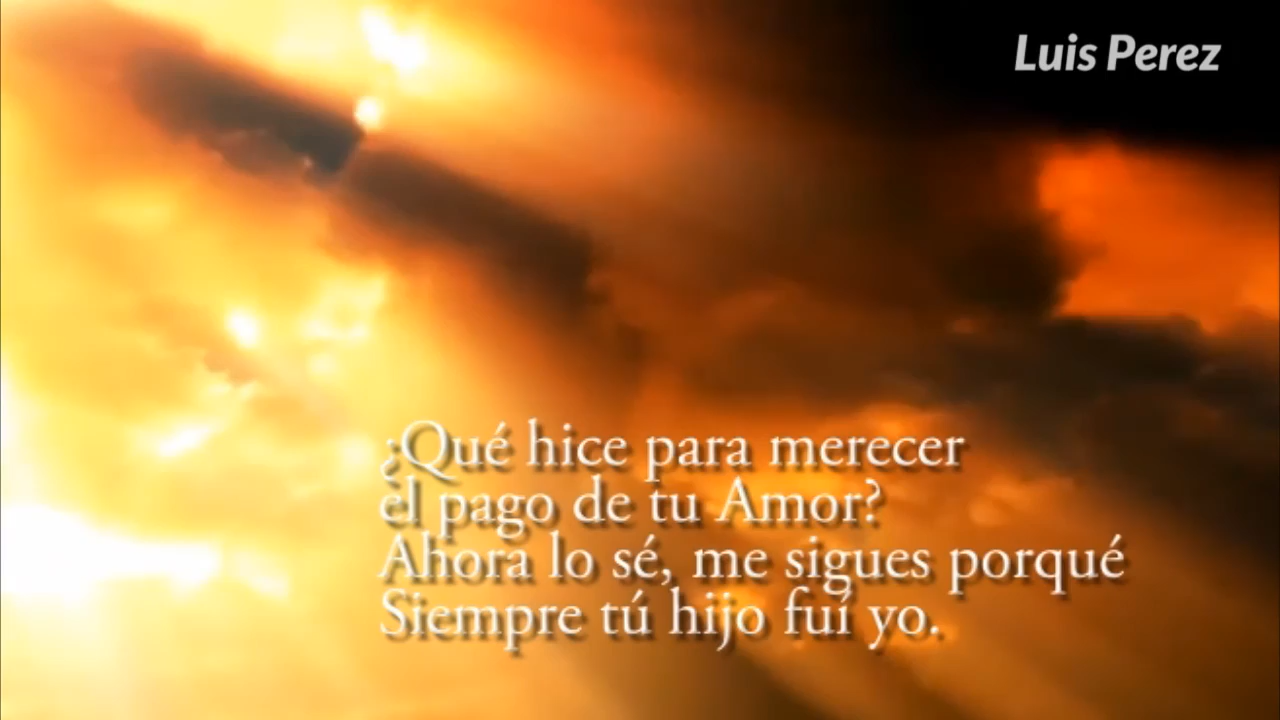 Luis Perez
¿Qué hice para merecer
el pago de tu Amor?
Ahora lo sé, me sigues porqué
Siempre tú hijo fuí yo.